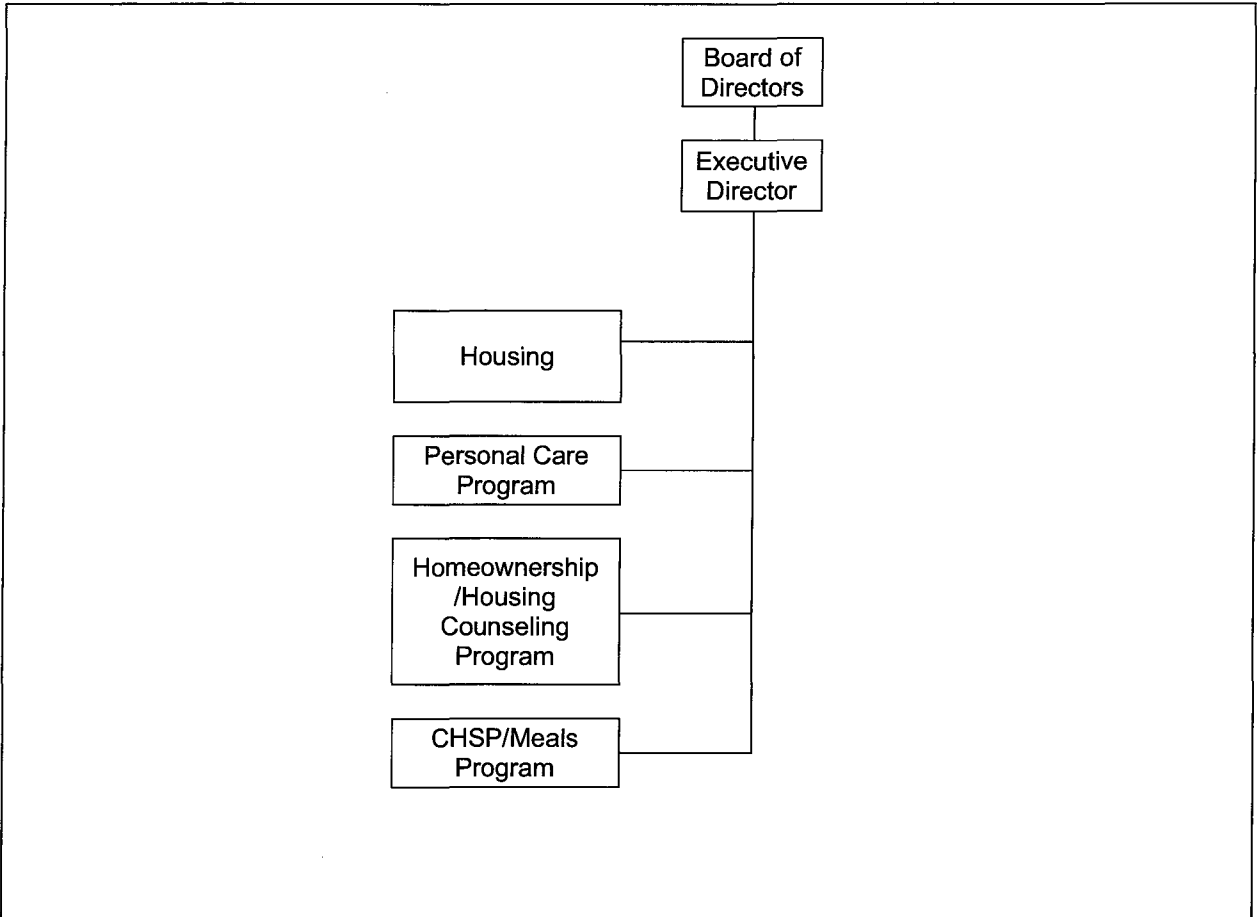 Board of
Directors
Executive
Director
Housing
Personal Care
Program
Homeownership
/Housing
Counseling
Program
CHSP/Meals
Program